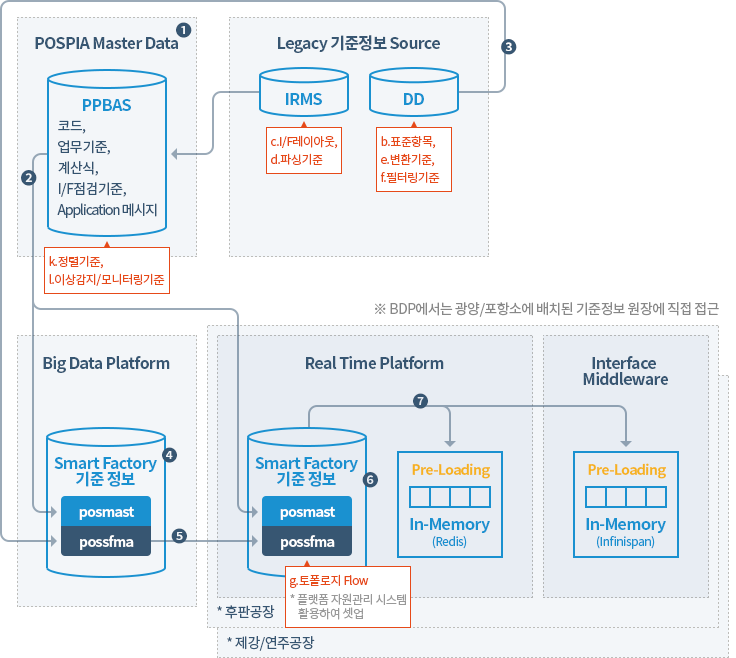 POSPIA Master Data
1
PPBAS
코드,
업무기준,
계산식,
I/F점검기준,
Application 메시지
k.정렬기준,
l.이상감지/모니터링기준
Legacy 기준정보 Source
3
IRMS
DD
c.I/F레이아웃,
d.파싱기준
b.표준항목,
e.변환기준,
f.필터링기준
2
※ BDP에서는 광양/포항소에 배치된 기준정보 원장에 직접 접근
Big Data Platform
Smart Factory
기준 정보
4
posmast
possfma
5
Real Time Platform
7
Smart Factory
기준 정보
6
posmast
possfma
g.토폴로지 Flow
* 플랫폼 자원관리 시스템
활용하여 셋업
Pre-Loading
In-Memory
(Redis)
Interface
Middleware
Pre-Loading
In-Memory
(Infinispan)
* 후판공장
* 제강/연주공장